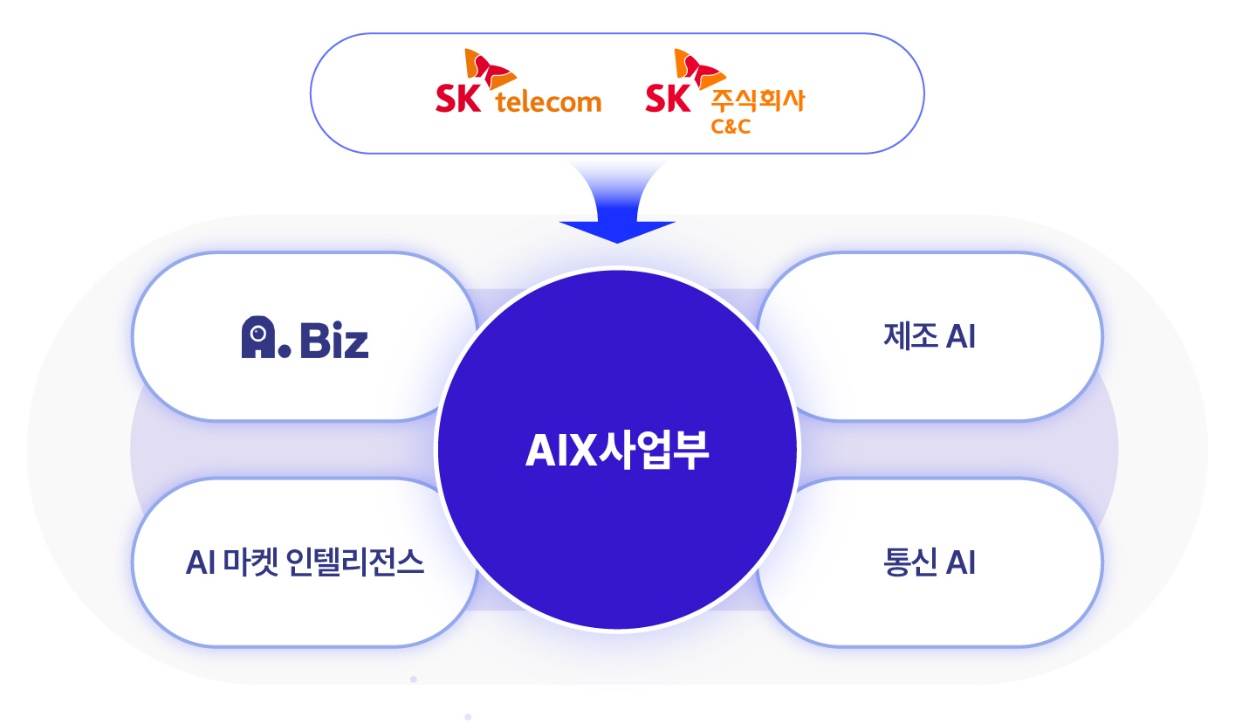 SK telecom
SK 주식회사
C&C
A. Biz
제조 AI
AIX사업부
AI 마켓 인텔리전스
통신 AI